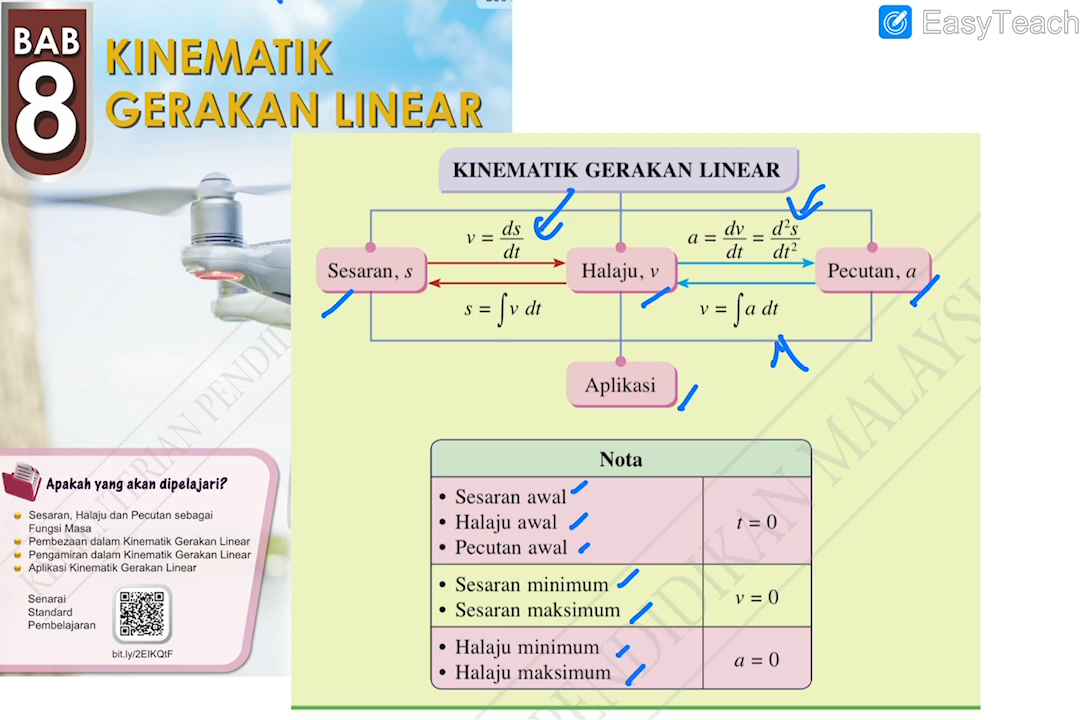 EasyTeach
BAB
8
KINEMATIK
GERAKAN LINEAR
KINEMATIK GERAKAN LINEAR
v = ds/dt
a = dv/dt = d²s/dt²
Sesaran, s
Halaju, v
Pecutan, a
s = ∫v dt
v = ∫a dt
Aplikasi
Nota
• Sesaran awal
• Halaju awal
• Pecutan awal
t = 0
• Sesaran minimum
• Sesaran maksimum
v = 0
• Halaju minimum
• Halaju maksimum
a = 0
Apakah yang akan dipelajari?
Sesaran, Halaju dan Pecutan sebagai
Fungsi Masa
Pembezaan dalam Kinematik Gerakan Linear
Pengamiran dalam Kinematik Gerakan Linear
Aplikasi Kinematik Gerakan Linear
Senarai
Standard
Pembelajaran
bit.ly/2EIKQtF
KEMENTERIAN PENDIDIKAN MALAYSIA